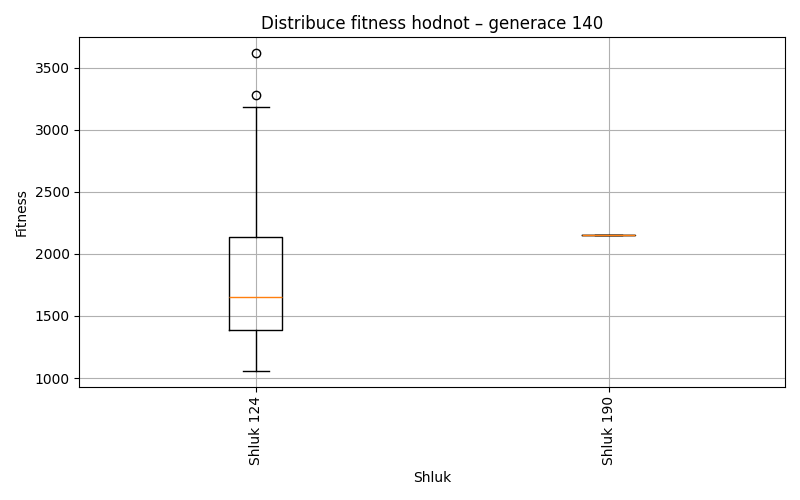 Distribuce fitness hodnot – generace 140
Fitness
3500
3000
2500
2000
1500
1000
Shluk 124
Shluk 190
Shluk